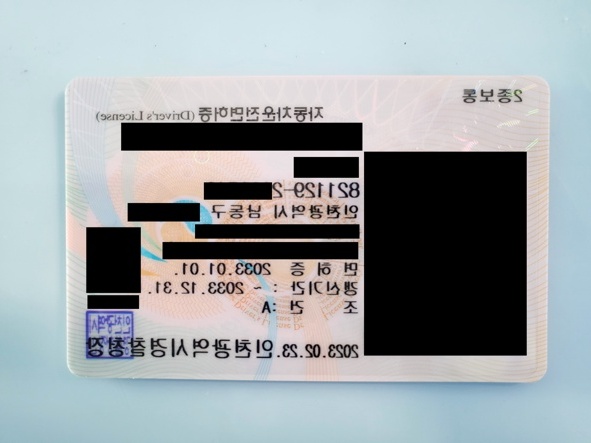 2종보통
자동차운전면허증 (Driver's License)
821129-2
인천광역시 남동구
면 허 증 2033.01.01.
갱신기간 : ~ 2033.12.31.
조 건 :A
2023.02.23. 인천광역시경찰청장